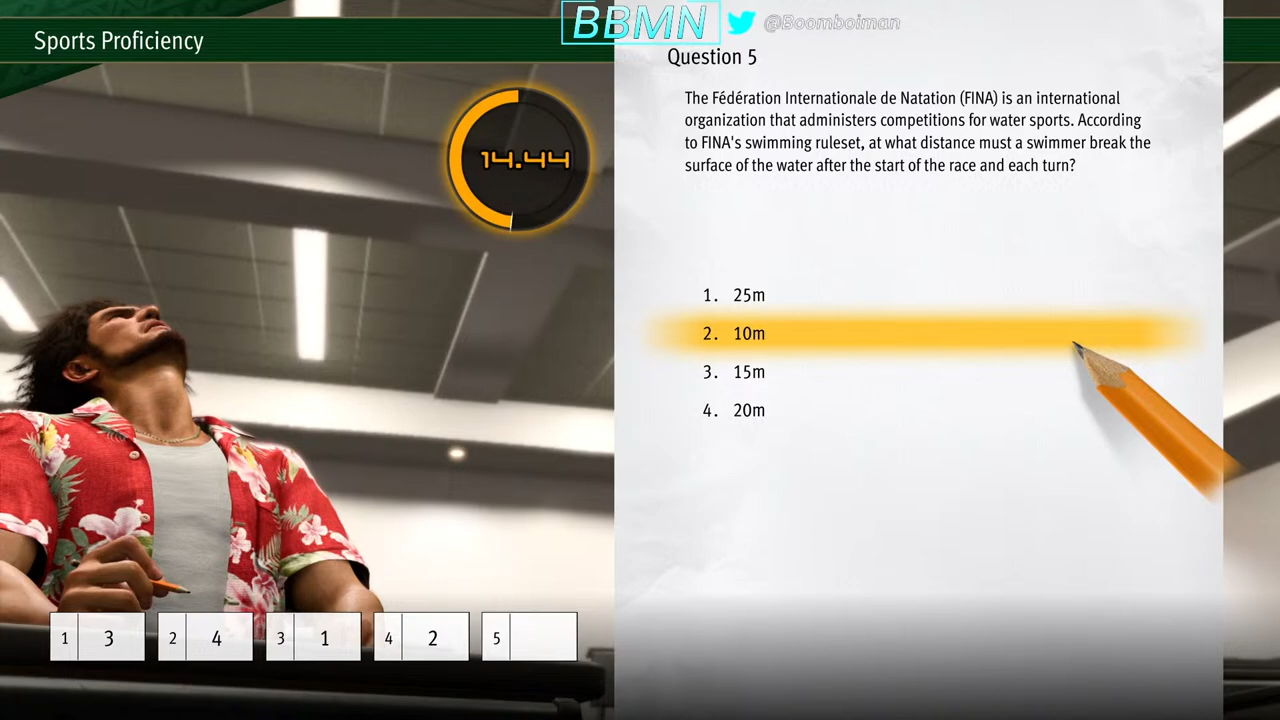 BBMN @Boomboiman
Sports Proficiency
Question 5
14.44
The Fédération Internationale de Natation (FINA) is an international
organization that administers competitions for water sports. According
to FINA's swimming ruleset, at what distance must a swimmer break the
surface of the water after the start of the race and each turn?
1. 25m
2. 10m
3. 15m
4. 20m
1 3 2 4 3 1 4 2 5